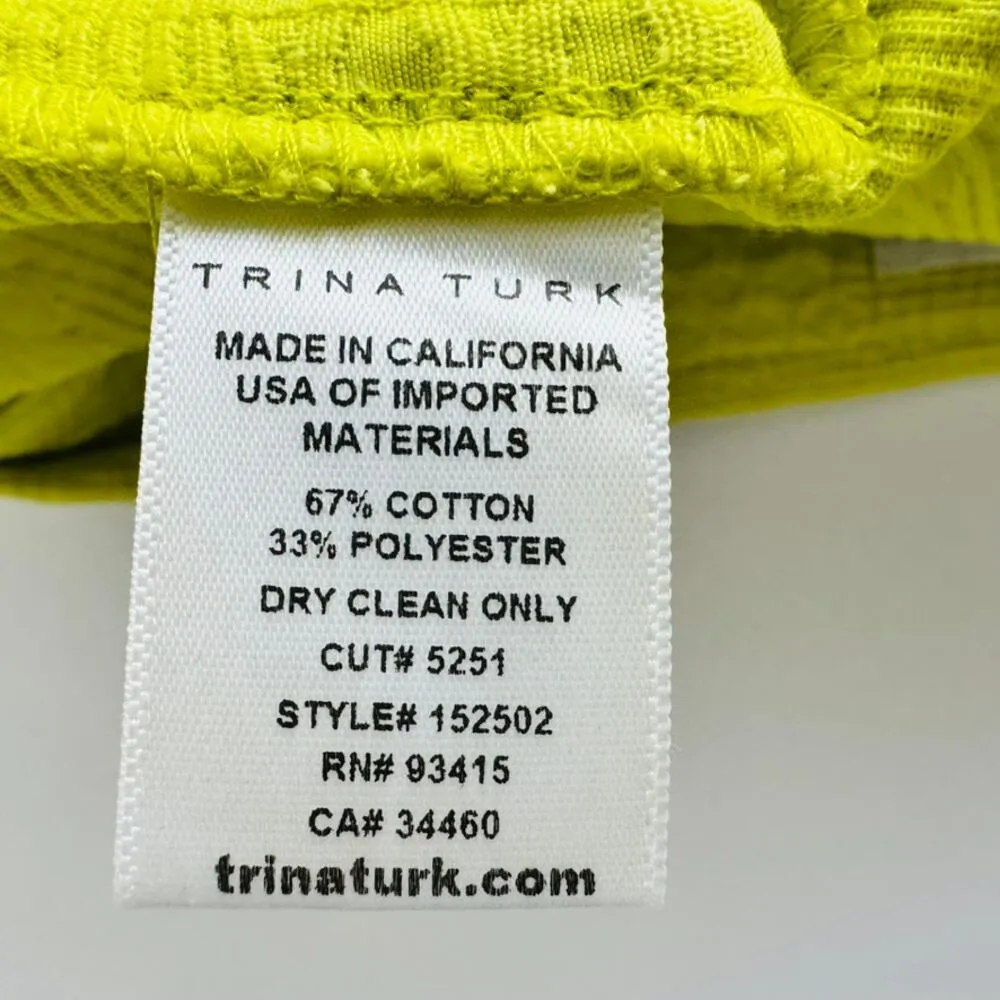 TRINA TURK
MADE IN CALIFORNIA
USA OF IMPORTED
MATERIALS
67% COTTON
33% POLYESTER
DRY CLEAN ONLY
CUT# 5251
STYLE# 152502
RN# 93415
CA# 34460
trinaturk.com